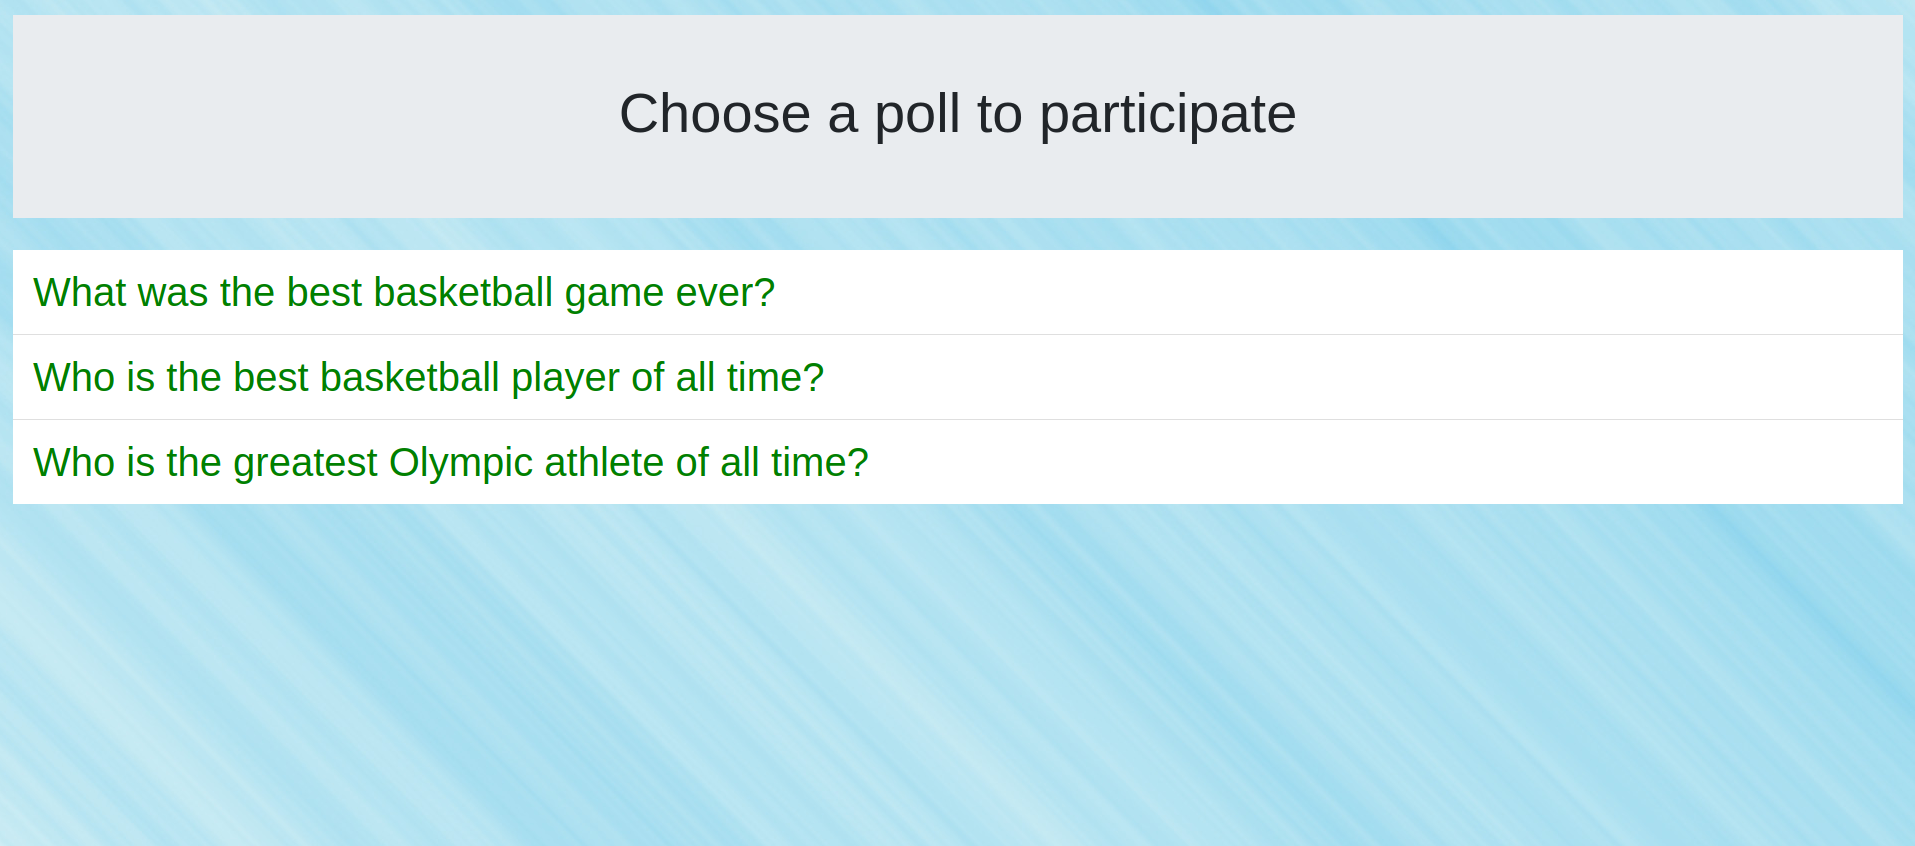 Choose a poll to participate
What was the best basketball game ever?
Who is the best basketball player of all time?
Who is the greatest Olympic athlete of all time?